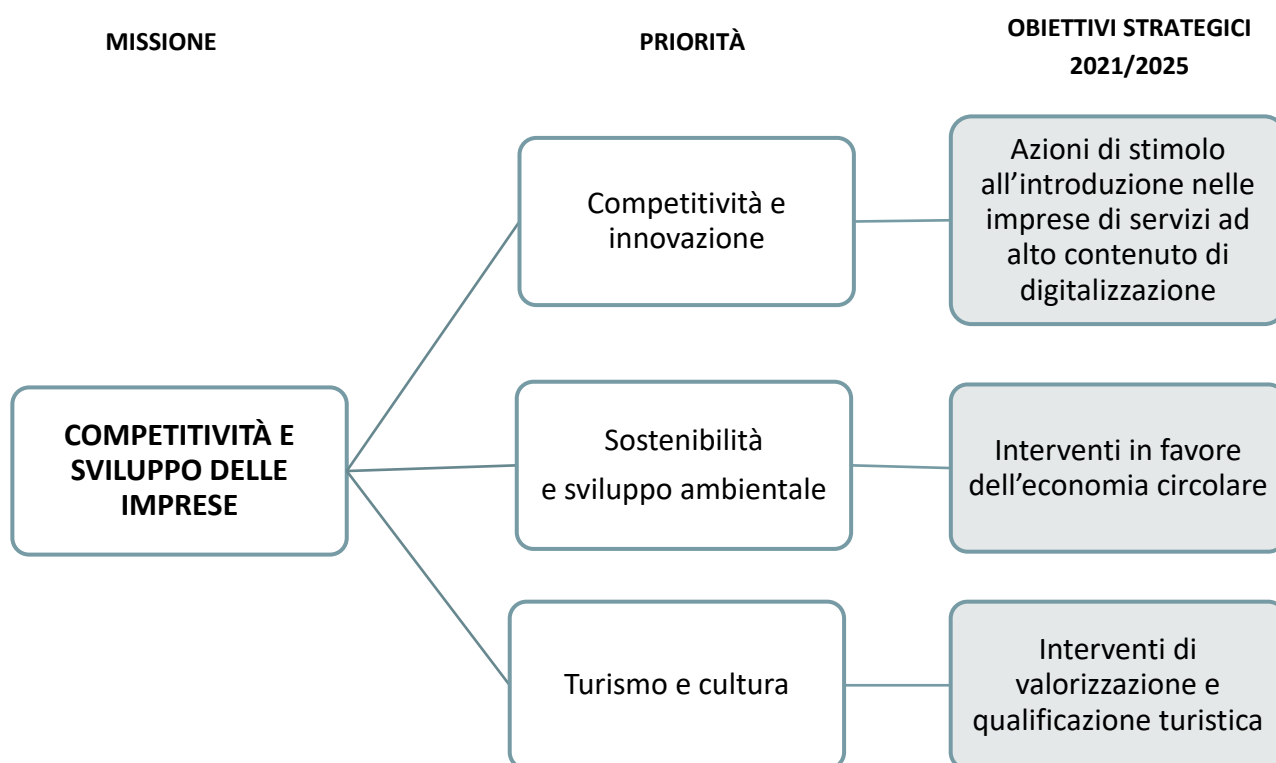 MISSIONE
PRIORITÀ
OBIETTIVI STRATEGICI
2021/2025
COMPETITIVITÀ E
SVILUPPO DELLE
IMPRESE
Competitività e
innovazione
Azioni di stimolo
all’introduzione nelle
imprese di servizi ad
alto contenuto di
digitalizzazione
Sostenibilità
e sviluppo ambientale
Interventi in favore
dell’economia circolare
Turismo e cultura
Interventi di
valorizzazione e
qualificazione turistica